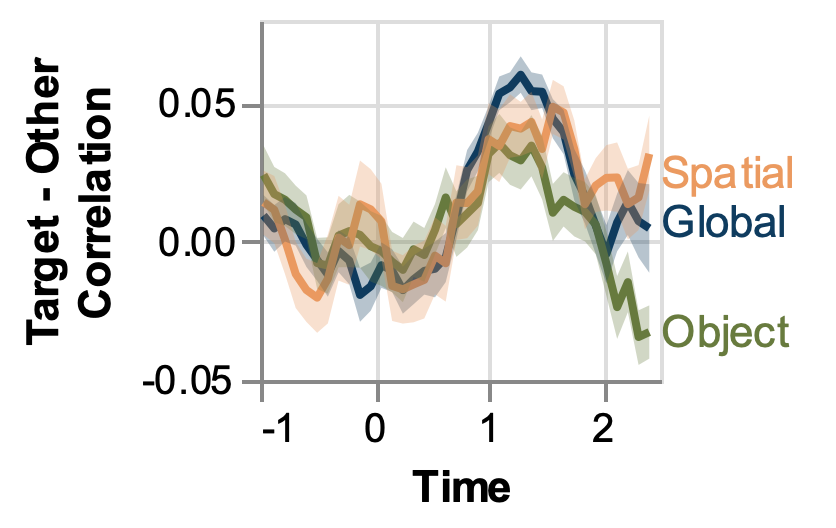 Target - Other
Correlation
0.05
0.00
-0.05
Spatial
Global
Object
-1 0 1 2
Time